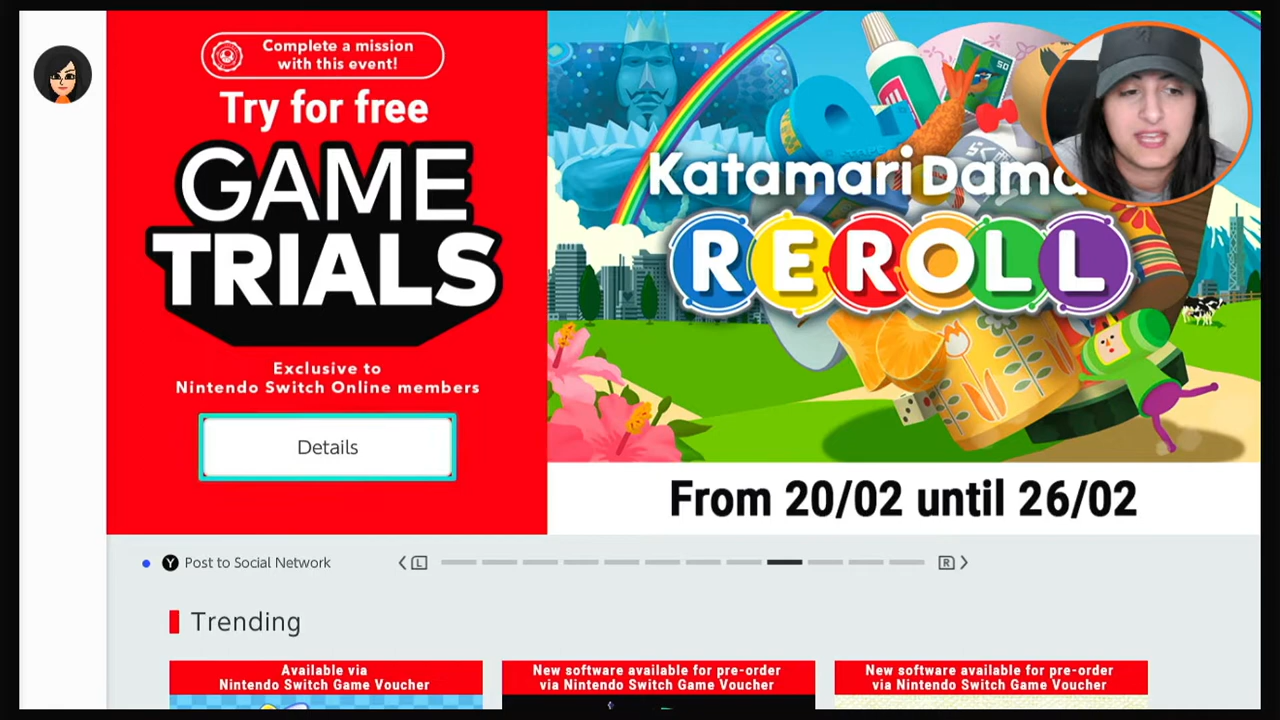 Complete a mission
with this event!
Try for free
GAME
TRIALS
Exclusive to
Nintendo Switch Online members
Details
Katamari Dama
REROLL
From 20/02 until 26/02
Y Post to Social Network
L
R
Trending
Available via
Nintendo Switch Game Voucher
New software available for pre-order
via Nintendo Switch Game Voucher
New software available for pre-order
via Nintendo Switch Game Voucher